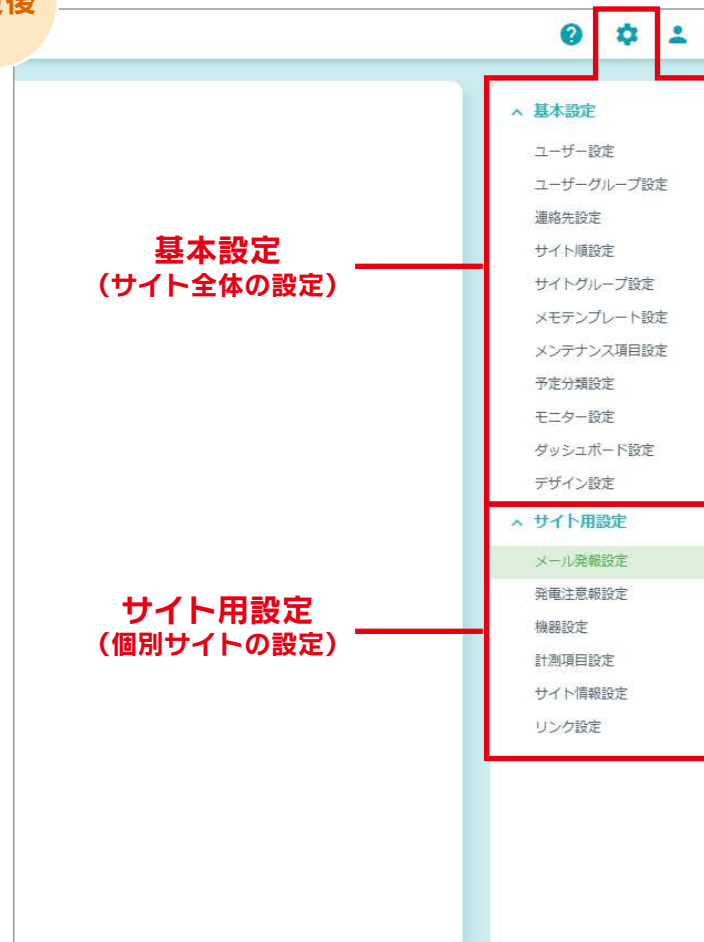 後
基本設定
ユーザー設定
ユーザーグループ設定
連絡先設定
サイト順設定
サイトグループ設定
メモテンプレート設定
メンテナンス項目設定
予定分類設定
モニター設定
ダッシュボード設定
デザイン設定
サイト用設定
メール発報設定
発電注意報設定
機器設定
計測項目設定
サイト情報設定
リンク設定
基本設定
（サイト全体の設定）
サイト用設定
（個別サイトの設定）